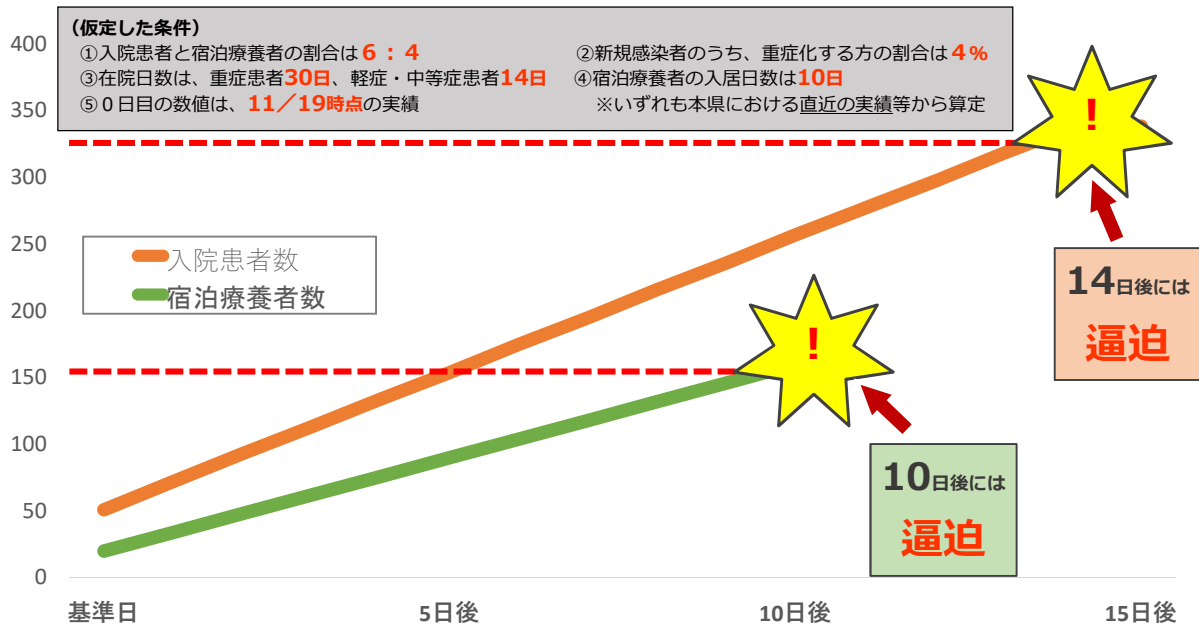 (仮定した条件)
①入院患者と宿泊療養者の割合は6：4 ②新規感染者のうち、重症化する方の割合は4%
③在院日数は、重症患者30日、軽症・中等症患者14日 ④宿泊療養者の入居日数は10日
⑤０日目の数値は、11／19時点の実績 ※いずれも本県における直近の実績等から算定
400
350
300
250
200
150
100
50
0
入院患者数
宿泊療養者数
!
!
14日後には
逼迫
10日後には
逼迫
基準日 5日後 10日後 15日後